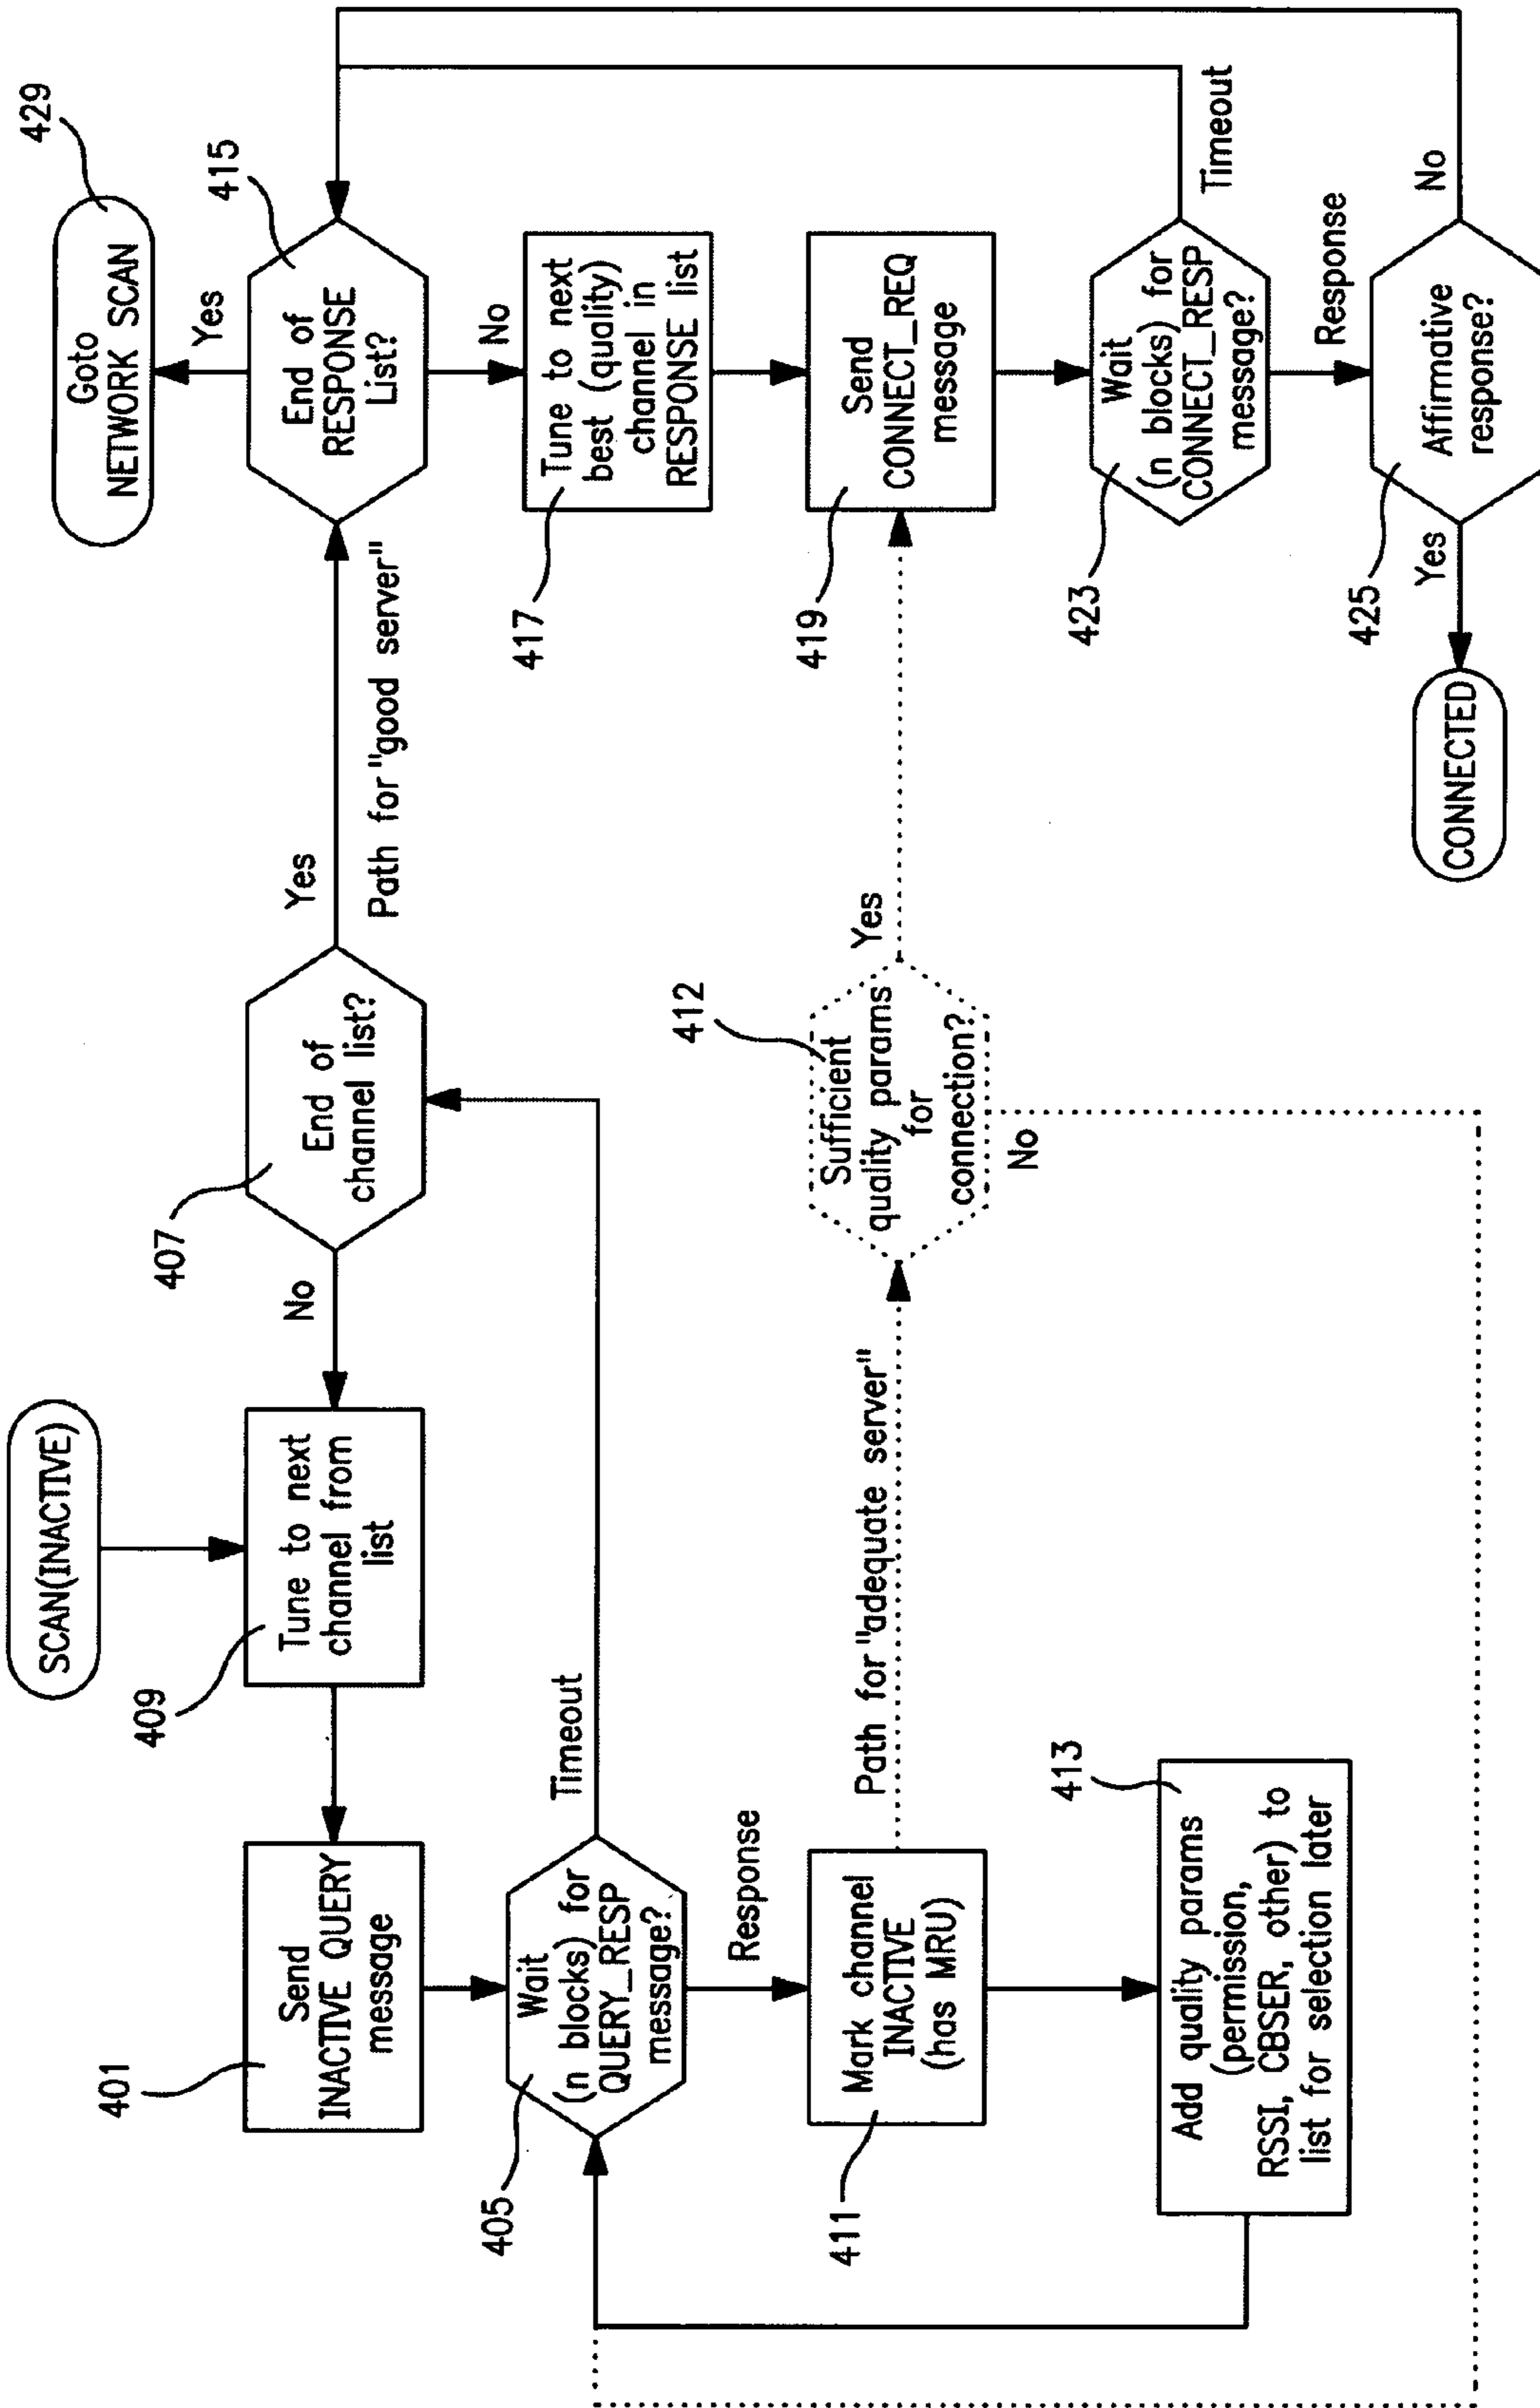 SCAN(INACTIVE)
409
Tune to next
channel from
list
401
Send
INACTIVE QUERY
message
405
Wait
(n blocks) for
QUERY_RESP
message?
Timeout
Response
407
End of
channel list?
No
Yes
Path for "good server"
411
Mark channel
INACTIVE
(has MRU)
Path for "adequate server"
412
Sufficient
quality params
for
connection?
Yes
No
413
Add quality params
(permission,
RSSI, CBSER, other) to
list for selection later
429
Goto
NETWORK SCAN
Yes
415
End of
RESPONSE
List?
No
417
Tune to next
best (quality)
channel in
RESPONSE list
419
Send
CONNECT_REQ
message
423
Wait
(n blocks) for
CONNECT_RESP
message?
Timeout
Response
425
Affirmative
response?
No
Yes
CONNECTED